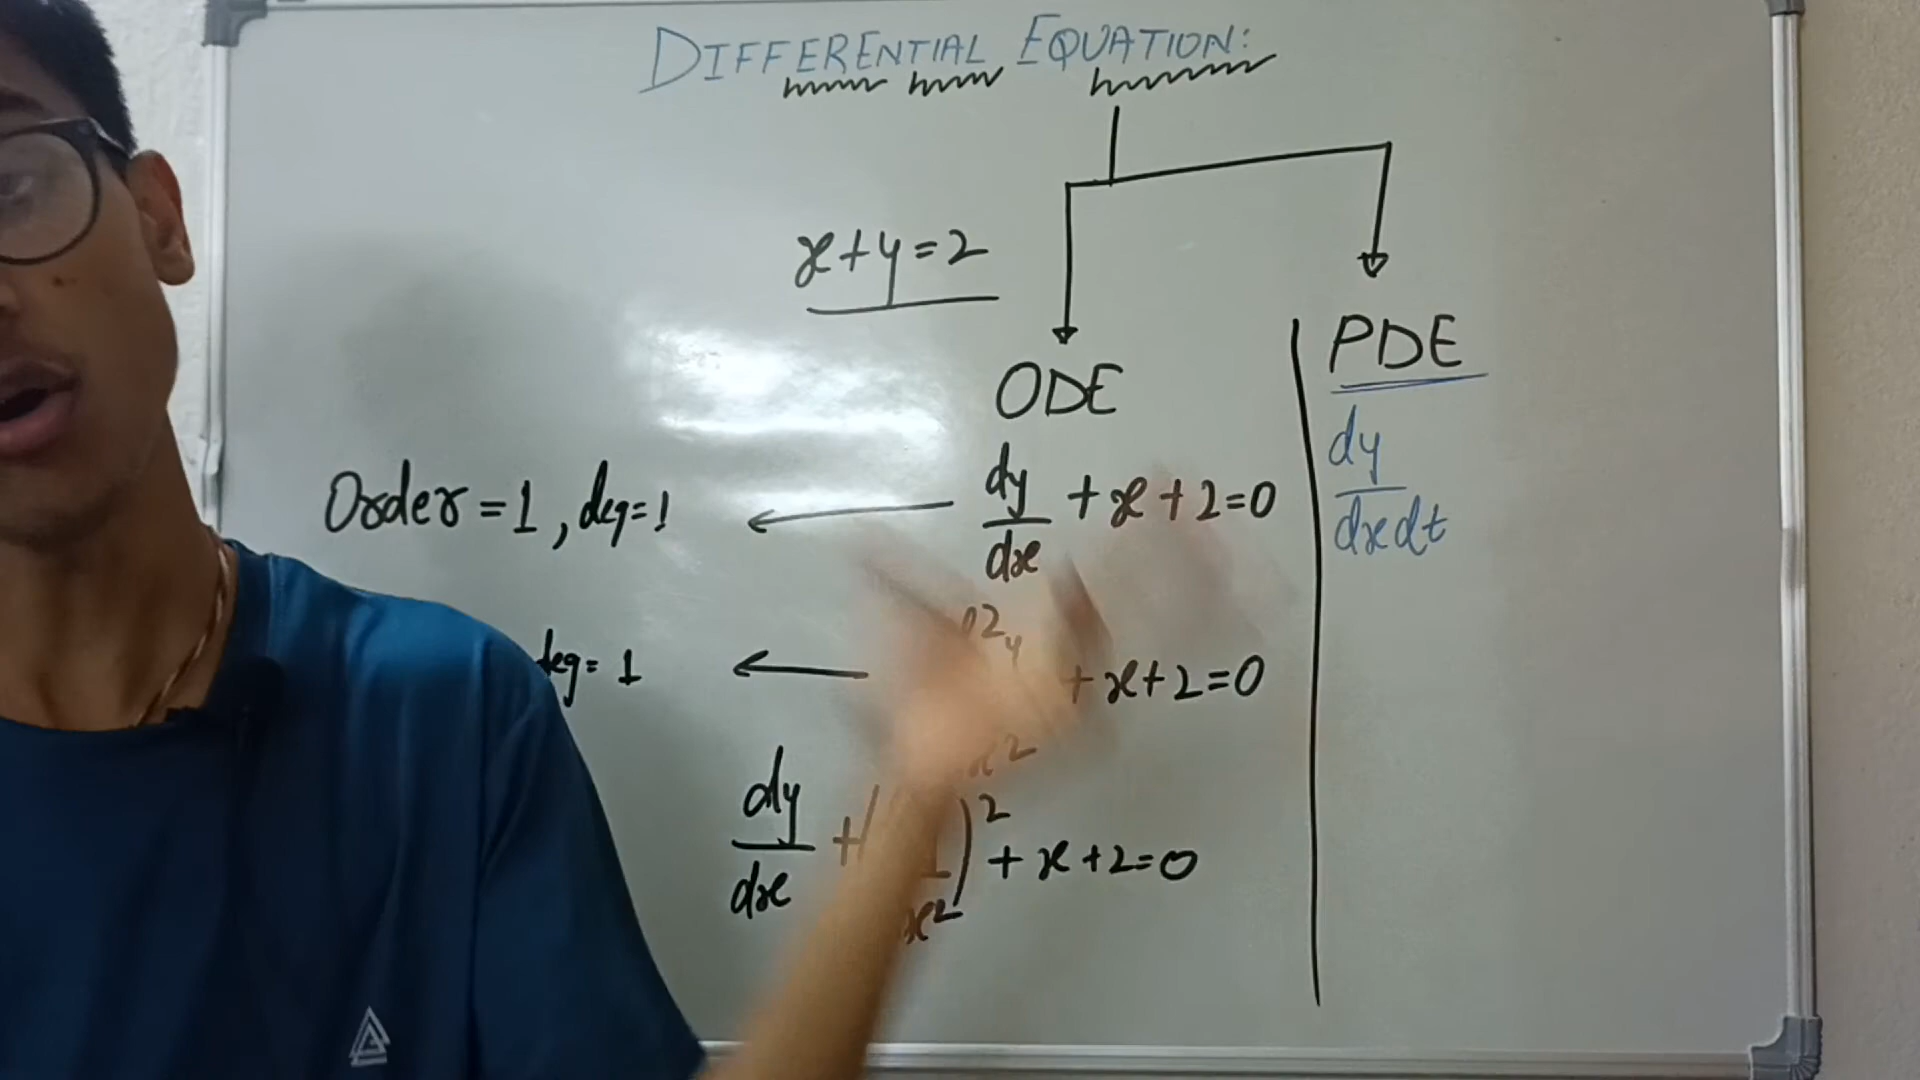 DIFFERENTIAL EQUATION:
x+y=2
ODE
PDE
dy/dx + x + 2 = 0
Order = 1, deg = 1
dy/dxdt
deg = 1
+ x + 2 = 0
dy/dx + ( )² + x + 2 = 0